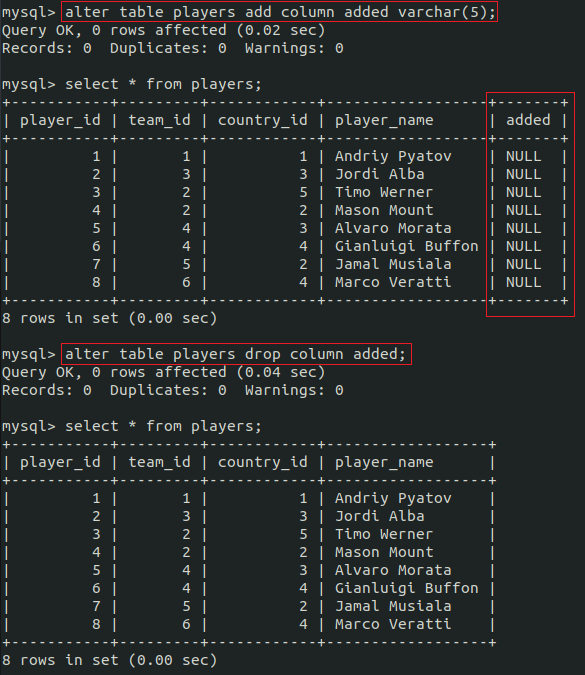 mysql> alter table players add column added varchar(5);
Query OK, 0 rows affected (0.02 sec)
Records: 0  Duplicates: 0  Warnings: 0
mysql> select * from players;
+-----------+---------+------------+------------------+-------+
| player_id | team_id | country_id | player_name      | added |
+-----------+---------+------------+------------------+-------+
|         1 |       1 |          1 | Andriy Pyatov    | NULL  |
|         2 |       3 |          3 | Jordi Alba       | NULL  |
|         3 |       2 |          5 | Timo Werner      | NULL  |
|         4 |       2 |          2 | Mason Mount      | NULL  |
|         5 |       4 |          3 | Alvaro Morata    | NULL  |
|         6 |       4 |          4 | Gianluigi Buffon | NULL  |
|         7 |       5 |          2 | Jamal Musiala    | NULL  |
|         8 |       6 |          4 | Marco Veratti    | NULL  |
+-----------+---------+------------+------------------+-------+
8 rows in set (0.00 sec)
mysql> alter table players drop column added;
Query OK, 0 rows affected (0.04 sec)
Records: 0  Duplicates: 0  Warnings: 0
mysql> select * from players;
+-----------+---------+------------+------------------+
| player_id | team_id | country_id | player_name      |
+-----------+---------+------------+------------------+
|         1 |       1 |          1 | Andriy Pyatov    |
|         2 |       3 |          3 | Jordi Alba       |
|         3 |       2 |          5 | Timo Werner      |
|         4 |       2 |          2 | Mason Mount      |
|         5 |       4 |          3 | Alvaro Morata    |
|         6 |       4 |          4 | Gianluigi Buffon |
|         7 |       5 |          2 | Jamal Musiala    |
|         8 |       6 |          4 | Marco Veratti    |
+-----------+---------+------------+------------------+
8 rows in set (0.00 sec)